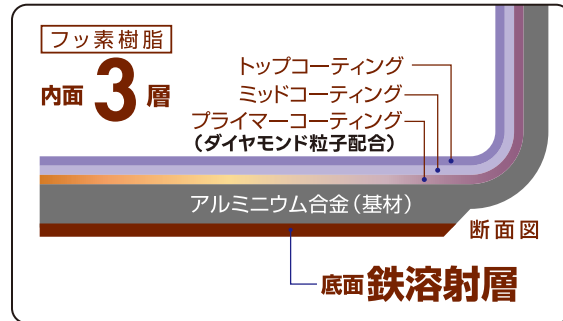 フッ素樹脂
内面3層
トップコーティング
ミッドコーティング
プライマーコーティング
（ダイヤモンド粒子配合）
アルミニウム合金（基材）
断面図
底面鉄溶射層